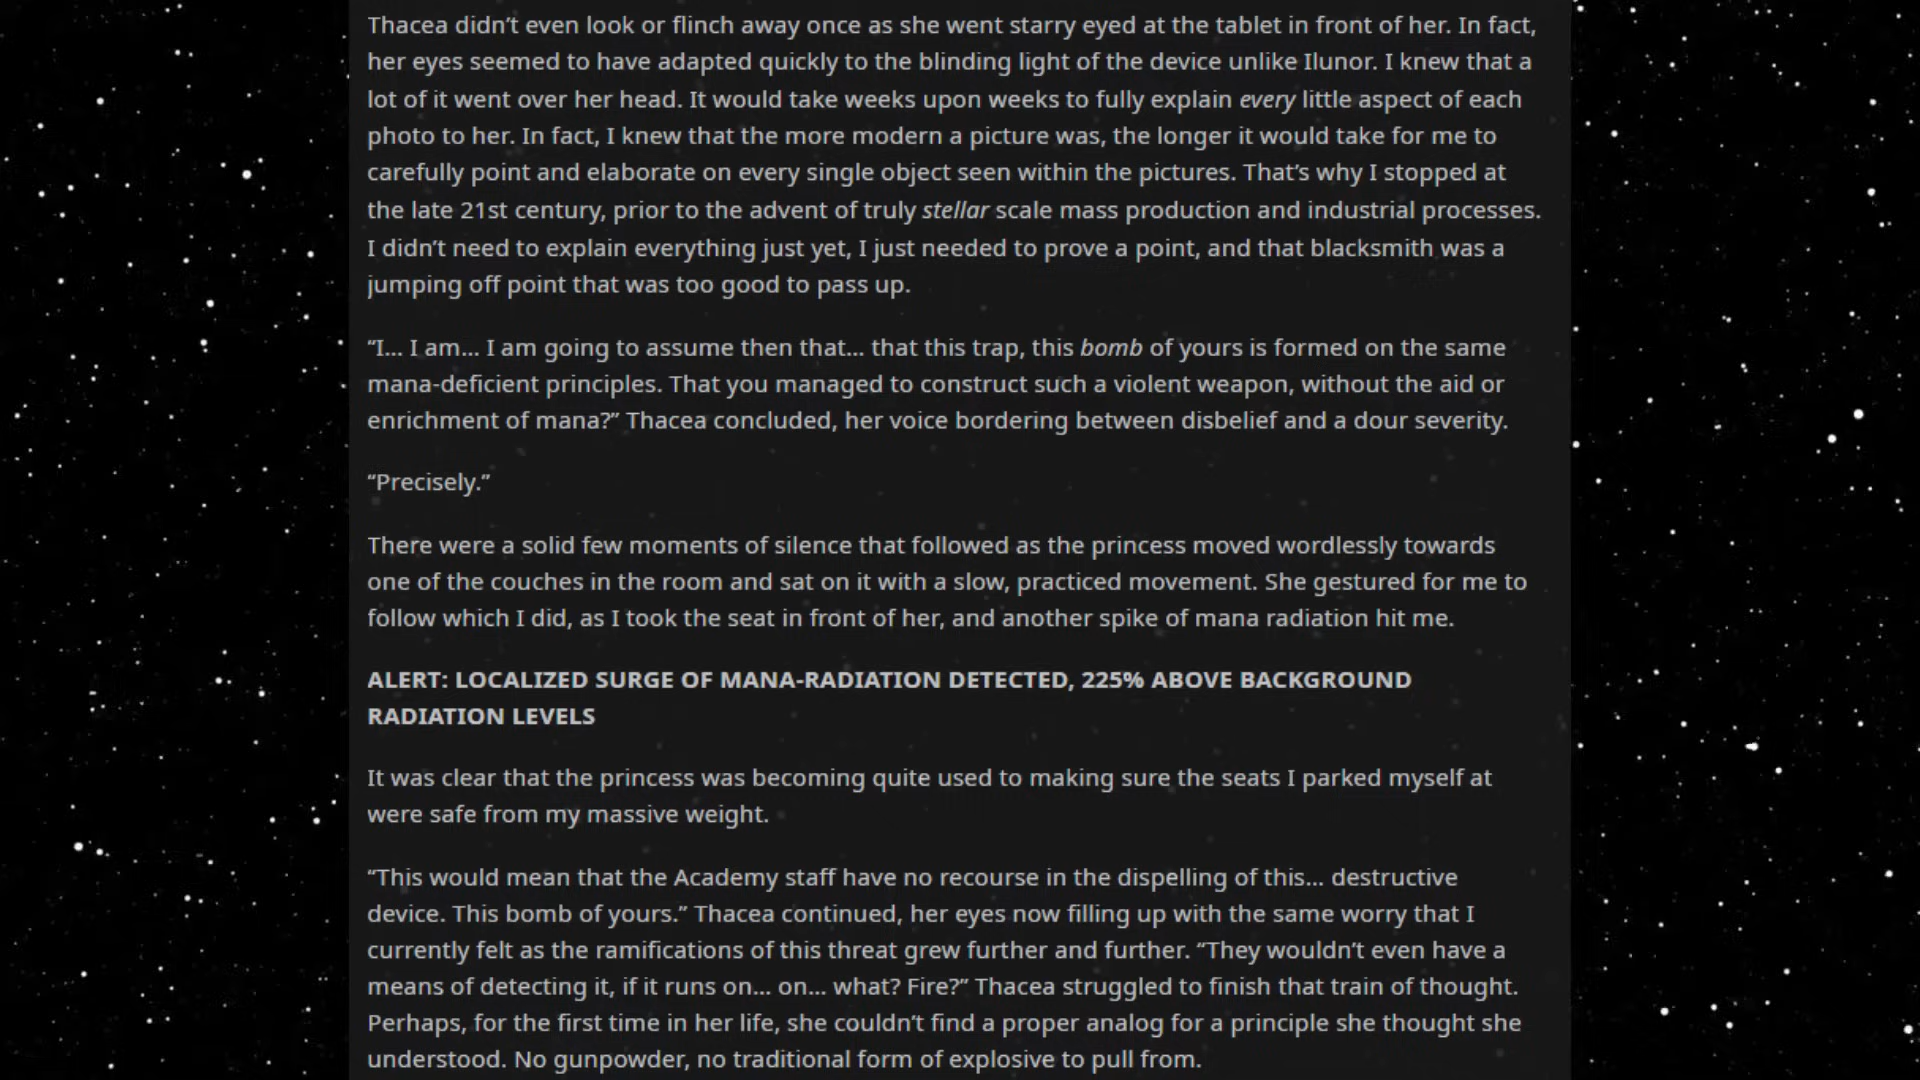 Thacea didn’t even look or flinch away once as she went starry eyed at the tablet in front of her. In fact,
her eyes seemed to have adapted quickly to the blinding light of the device unlike Ilunor. I knew that a
lot of it went over her head. It would take weeks upon weeks to fully explain every little aspect of each
photo to her. In fact, I knew that the more modern a picture was, the longer it would take for me to
carefully point and elaborate on every single object seen within the pictures. That’s why I stopped at
the late 21st century, prior to the advent of truly stellar scale mass production and industrial processes.
I didn’t need to explain everything just yet, I just needed to prove a point, and that blacksmith was a
jumping off point that was too good to pass up.
“I... I am... I am going to assume then that... that this trap, this bomb of yours is formed on the same
mana-deficient principles. That you managed to construct such a violent weapon, without the aid or
enrichment of mana?” Thacea concluded, her voice bordering between disbelief and a dour severity.
“Precisely.”
There were a solid few moments of silence that followed as the princess moved wordlessly towards
one of the couches in the room and sat on it with a slow, practiced movement. She gestured for me to
follow which I did, as I took the seat in front of her, and another spike of mana radiation hit me.
ALERT: LOCALIZED SURGE OF MANA-RADIATION DETECTED, 225% ABOVE BACKGROUND
RADIATION LEVELS
It was clear that the princess was becoming quite used to making sure the seats I parked myself at
were safe from my massive weight.
“This would mean that the Academy staff have no recourse in the dispelling of this... destructive
device. This bomb of yours.” Thacea continued, her eyes now filling up with the same worry that I
currently felt as the ramifications of this threat grew further and further. “They wouldn’t even have a
means of detecting it, if it runs on... on... what? Fire?” Thacea struggled to finish that train of thought.
Perhaps, for the first time in her life, she couldn’t find a proper analog for a principle she thought she
understood. No gunpowder, no traditional form of explosive to pull from.